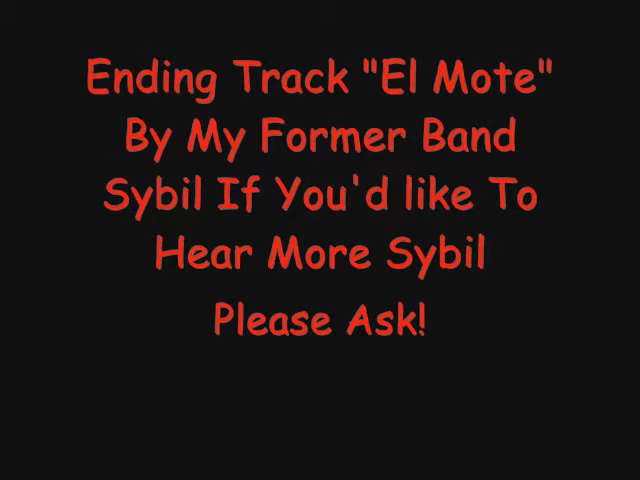 Ending Track "El Mote"
By My Former Band
Sybil If You'd like To
Hear More Sybil
Please Ask!